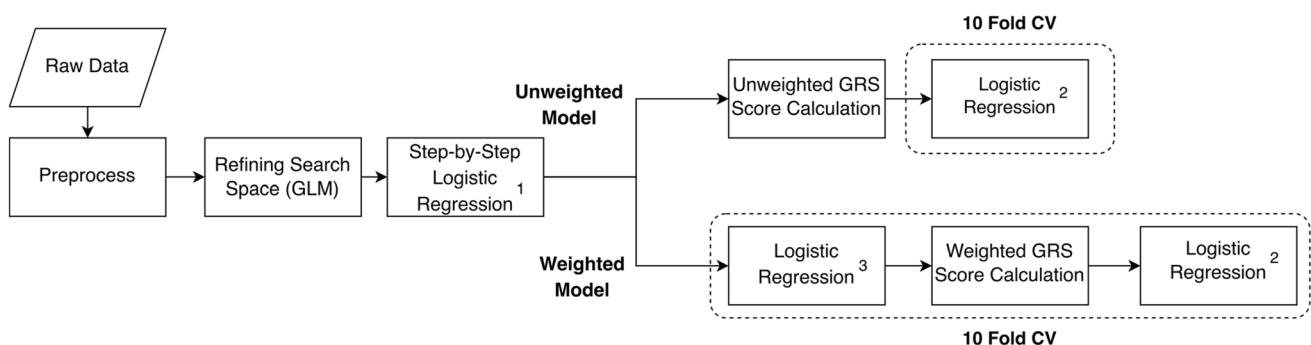 10 Fold CV
Raw Data
Unweighted
Model
Unweighted GRS
Score Calculation
Logistic
Regression 2
Preprocess
Refining Search
Space (GLM)
Step-by-Step
Logistic
Regression 1
Weighted
Model
Logistic
Regression 3
Weighted GRS
Score Calculation
Logistic
Regression 2
10 Fold CV